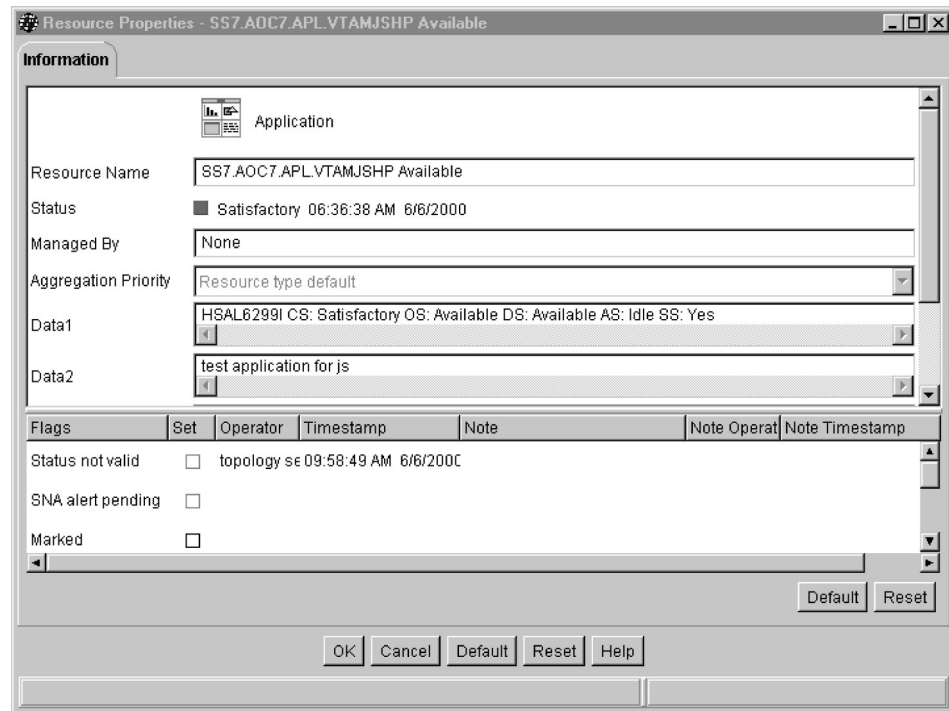 Resource Properties - SS7.AOC7.APL.VTAMJSHP Available
Information
Application
Resource Name SS7.AOC7.APL.VTAMJSHP Available
Status Satisfactory 06:36:38 AM 6/6/2000
Managed By None
Aggregation Priority Resource type default
Data1 HSAL6299I CS: Satisfactory OS: Available DS: Available AS: Idle SS: Yes
Data2 test application for js
Flags Set Operator Timestamp Note Note Operat Note Timestamp
Status not valid topology se 09:58:49 AM 6/6/200
SNA alert pending
Marked
Default Reset
OK Cancel Default Reset Help